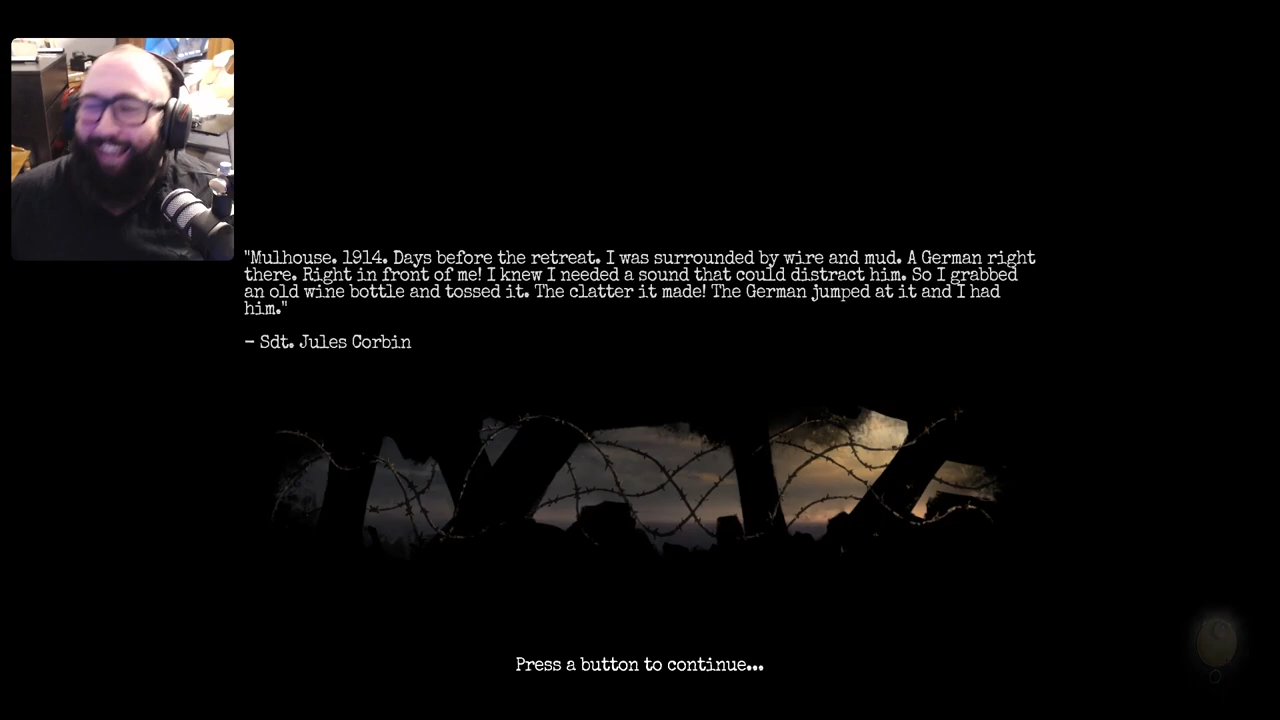 "Mulhouse. 1914. Days before the retreat. I was surrounded by wire and mud. A German right
there. Right in front of me! I knew I needed a sound that could distract him. So I grabbed
an old wine bottle and tossed it. The clatter it made! The German jumped at it and I had
him."
- Sdt. Jules Corbin
Press a button to continue...